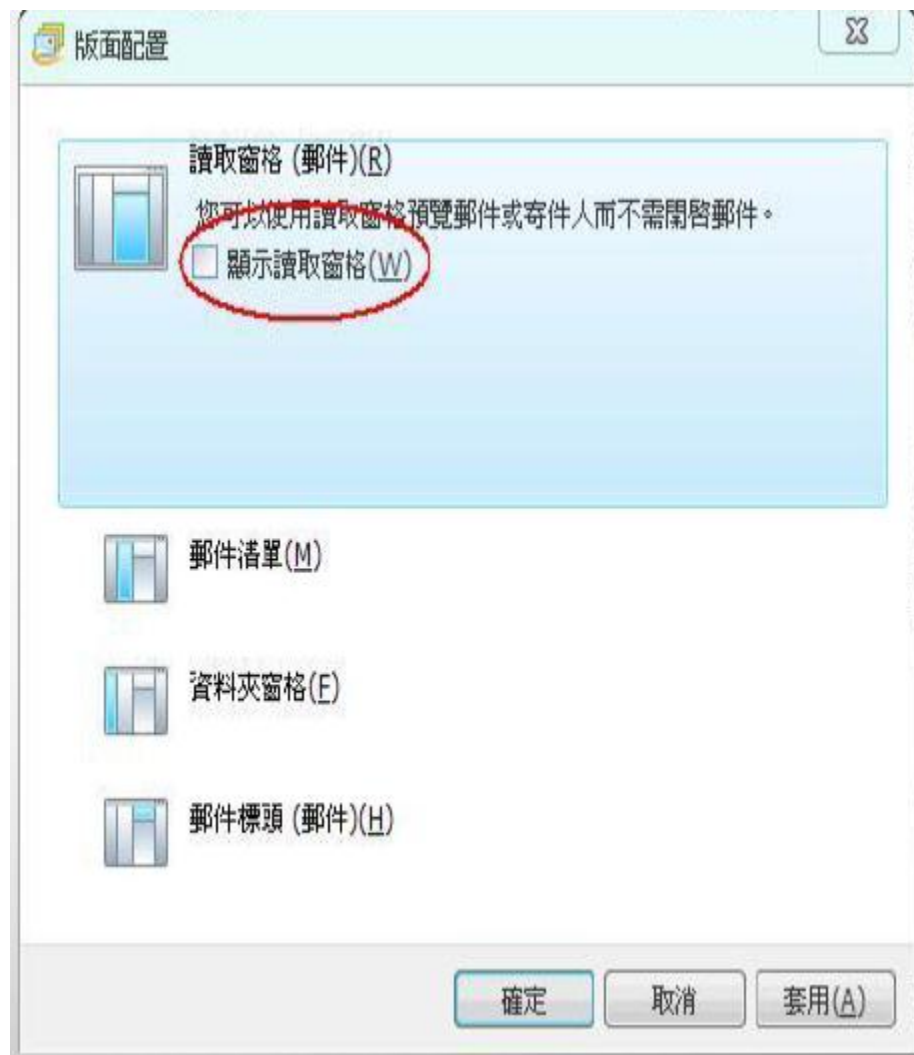 版面配置
讀取窗格 (郵件)(R)
您可以使用讀取窗格預覽郵件或寄件人而不需開啓郵件。
顯示讀取窗格(W)
郵件清單(M)
資料夾窗格(F)
郵件標頭 (郵件)(H)
確定 取消 套用(A)